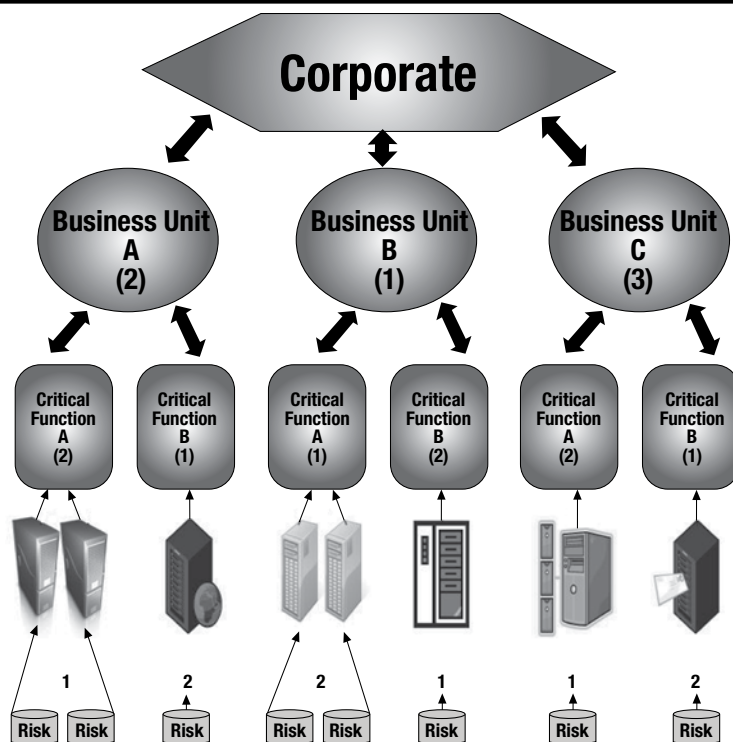 Corporate
Business Unit
A
(2)
Business Unit
B
(1)
Business Unit
C
(3)
Critical
Function
A
(2)
Critical
Function
B
(1)
Critical
Function
A
(1)
Critical
Function
B
(2)
Critical
Function
A
(2)
Critical
Function
B
(1)
1
2
2
1
1
2
Risk
Risk
Risk
Risk
Risk
Risk
Risk
Risk